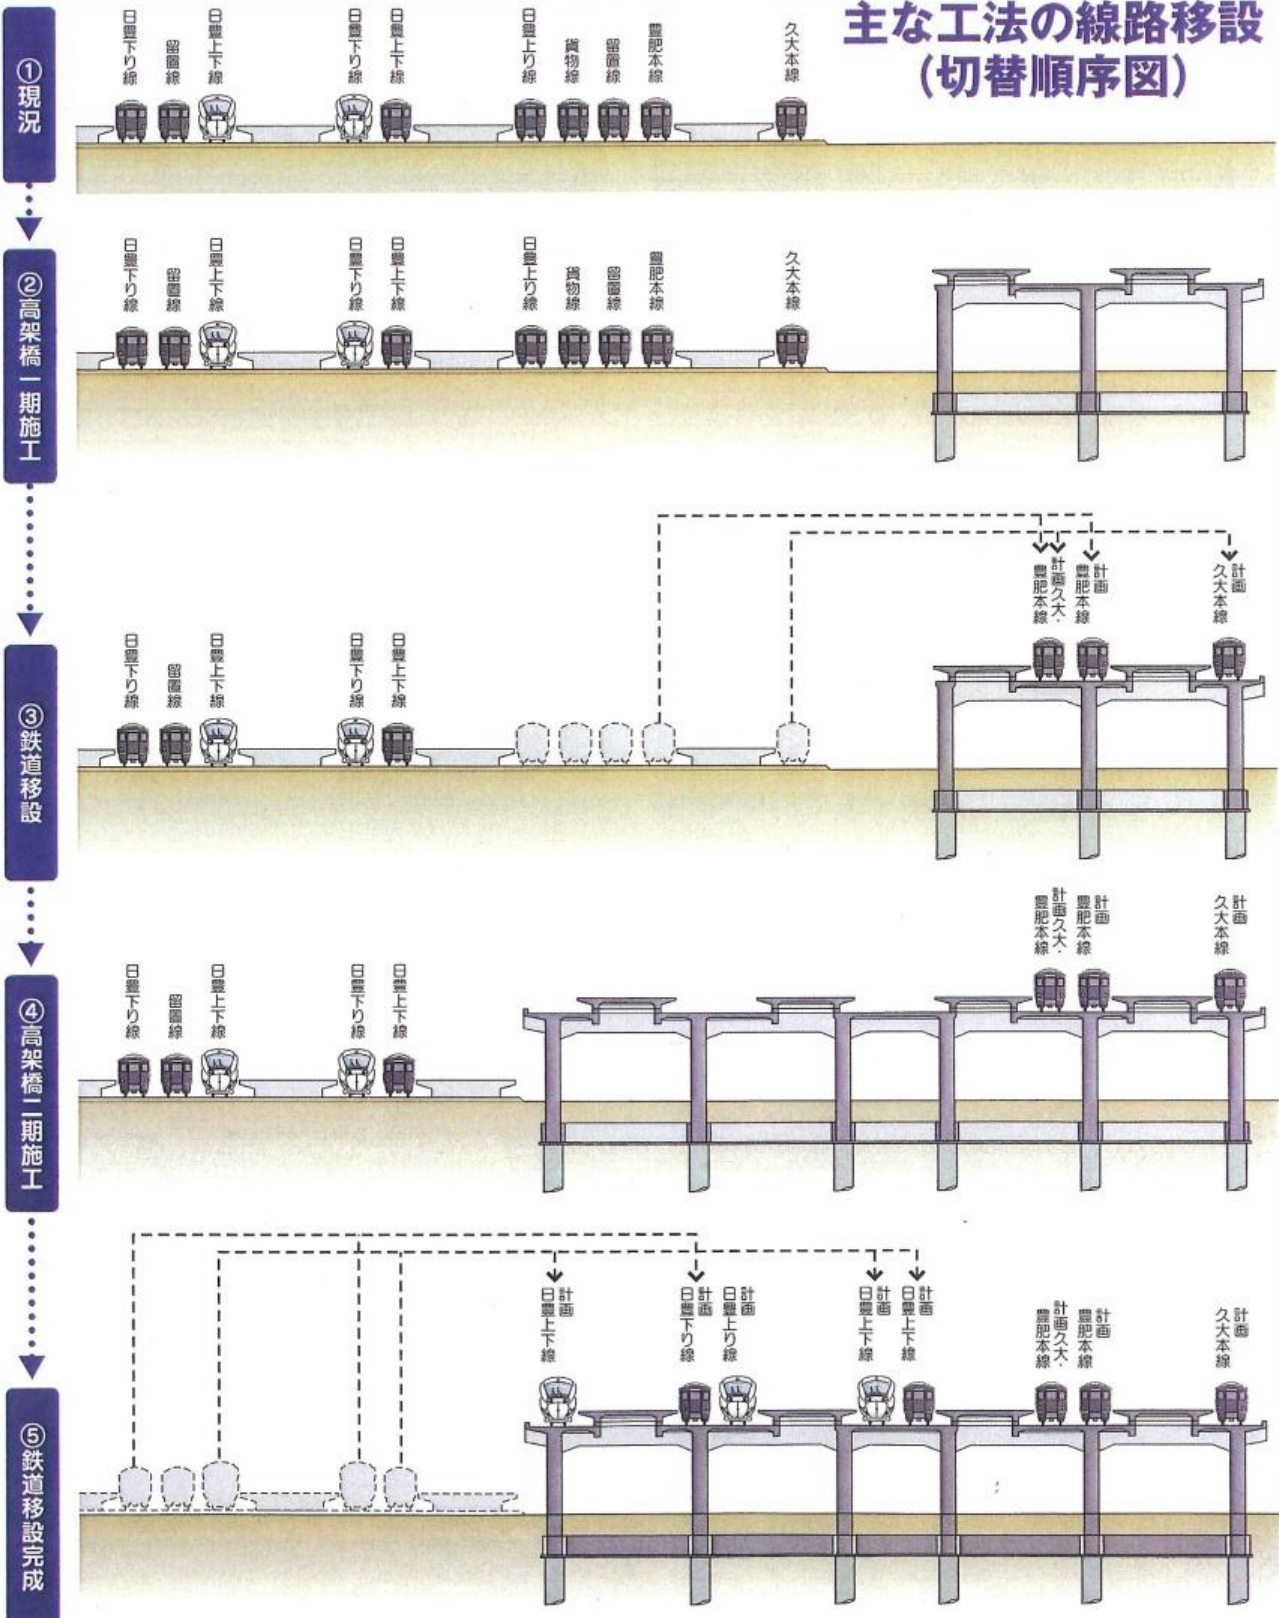 主な工法の線路移設
(切替順序図)
①現況
日豊下り線
留置線
日豊上下線
日豊下り線
日豊上下線
日豊上り線
貨物線
留置線
豊肥本線
久大本線
②高架橋一期施工
日豊下り線
留置線
日豊上下線
日豊下り線
日豊上下線
日豊上り線
貨物線
留置線
豊肥本線
久大本線
③鉄道移設
日豊下り線
留置線
日豊上下線
日豊下り線
日豊上下線
計画久大・
豊肥本線
計画
豊肥本線
計画
久大本線
④高架橋二期施工
日豊下り線
留置線
日豊上下線
日豊下り線
日豊上下線
計画久大・
豊肥本線
計画
豊肥本線
計画
久大本線
⑤鉄道移設完成
計画
日豊上下線
計画
日豊下り線
計画
日豊上り線
計画
日豊上下線
計画
日豊上下線
計画久大・
豊肥本線
計画
豊肥本線
計画
久大本線